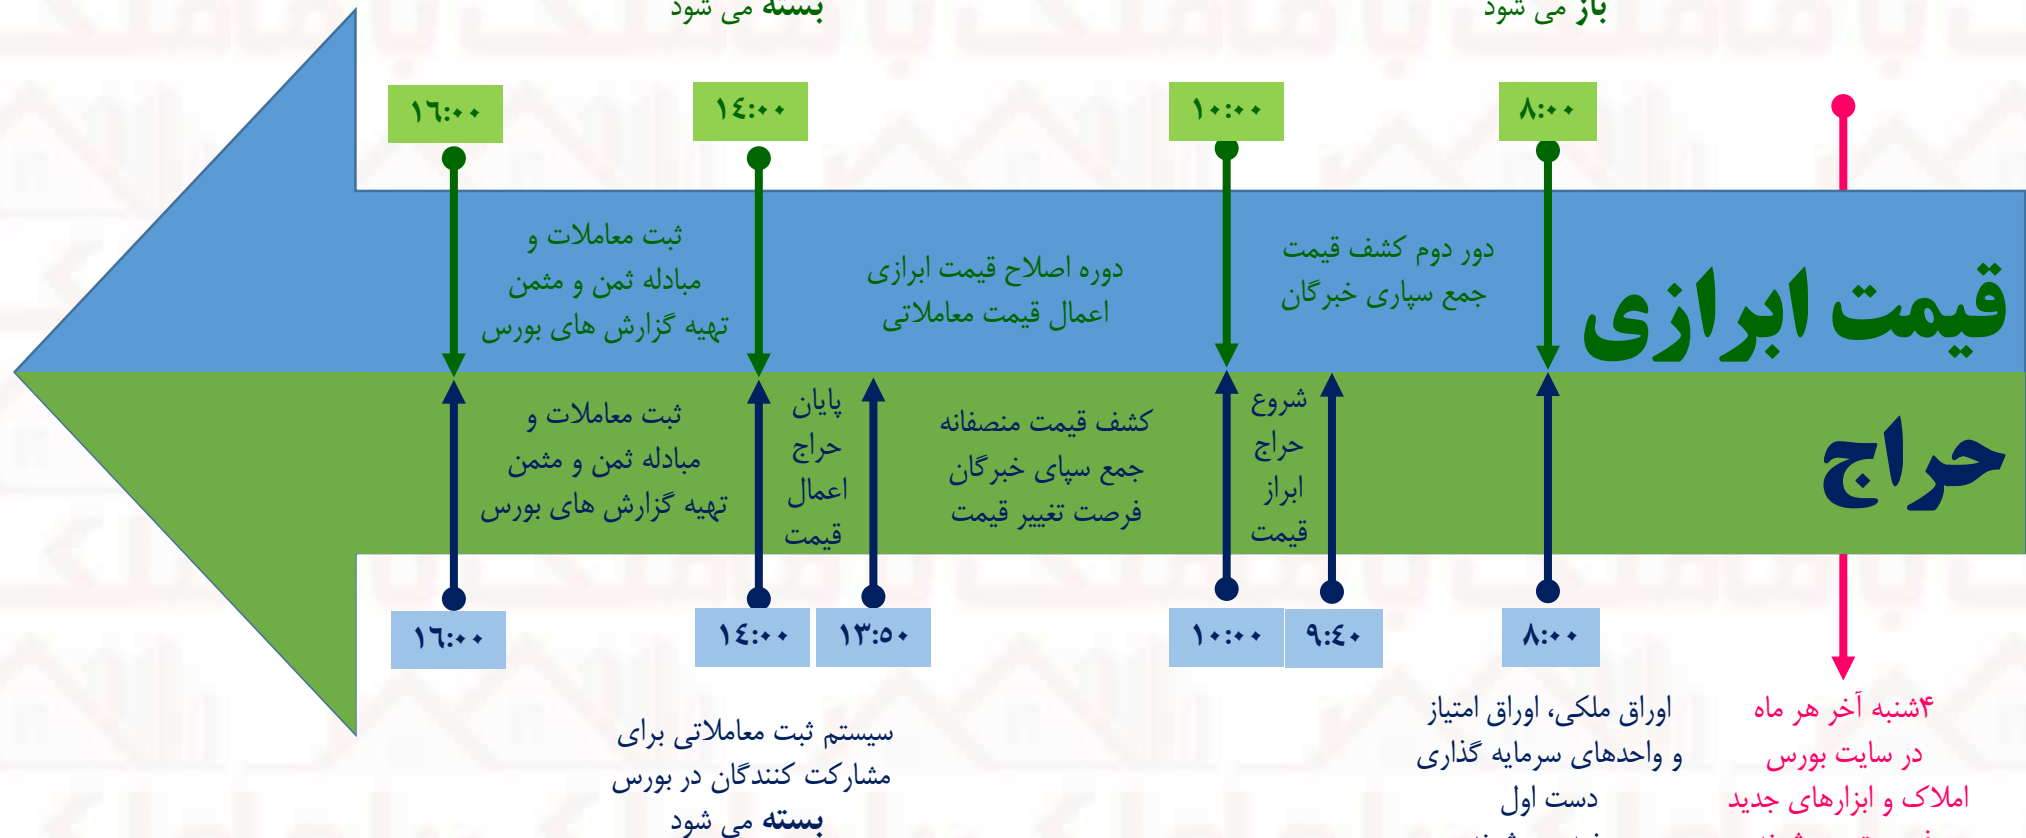 باز می شود
بسته می شود
۸:۰۰
۱۰:۰۰
۱٤:۰۰
۱٦:۰۰
قیمت ابرازی
دور دوم کشف قیمت
جمع سپاری خبرگان
دوره اصلاح قیمت ابرازی
اعمال قیمت معاملاتی
ثبت معاملات و
مبادله ثمن و مثمن
تهیه گزارش های بورس
حراج
شروع
حراج
ابراز
قیمت
کشف قیمت منصفانه
جمع سپای خبرگان
فرصت تغییر قیمت
پایان
حراج
اعمال
قیمت
ثبت معاملات و
مبادله ثمن و مثمن
تهیه گزارش های بورس
۸:۰۰
۹:٤۰
۱۰:۰۰
۱۳:۵۰
۱٤:۰۰
۱٦:۰۰
۴شنبه آخر هر ماه
در سایت بورس
املاک و ابزارهای جدید
اوراق ملکی، اوراق امتیاز
و واحدهای سرمایه گذاری
دست اول
سیستم ثبت معاملاتی برای
مشارکت کنندگان در بورس
بسته می شود